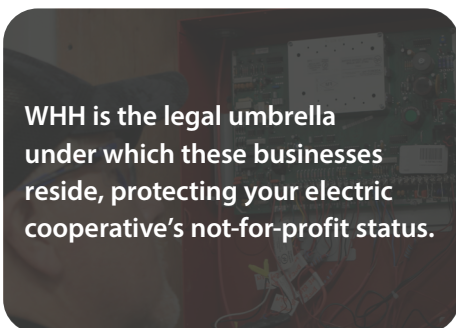 WHH is the legal umbrella
under which these businesses
reside, protecting your electric
cooperative's not-for-profit status.